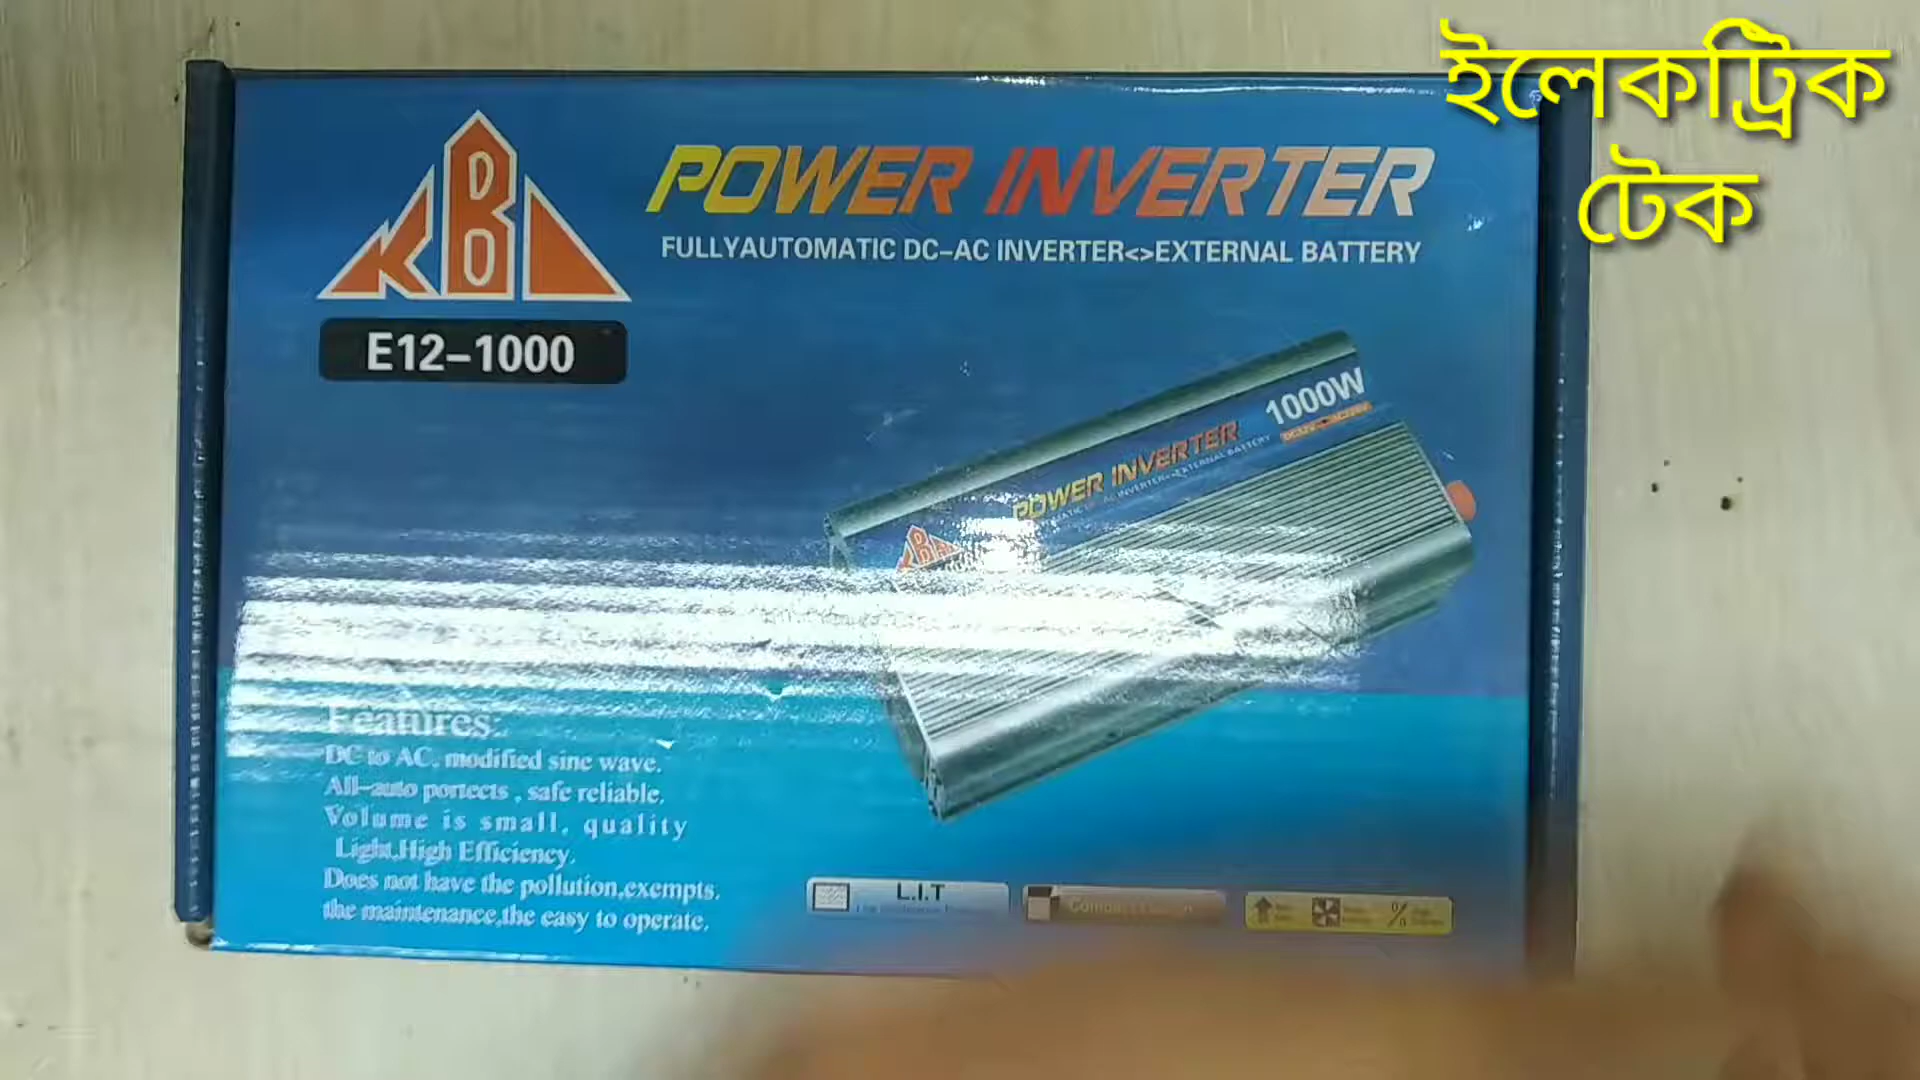 ইলেকট্রিক
টেক
KBD
POWER INVERTER
FULLYAUTOMATIC DC-AC INVERTER<>EXTERNAL BATTERY
E12-1000
1000W
POWER INVERTER
Features:
DC to AC, modified sine wave.
All-auto portects , safe reliable.
Volume is small, quality
Light,High Efficiency.
Does not have the pollution,exempts.
the maintenance,the easy to operate.
L.I.T